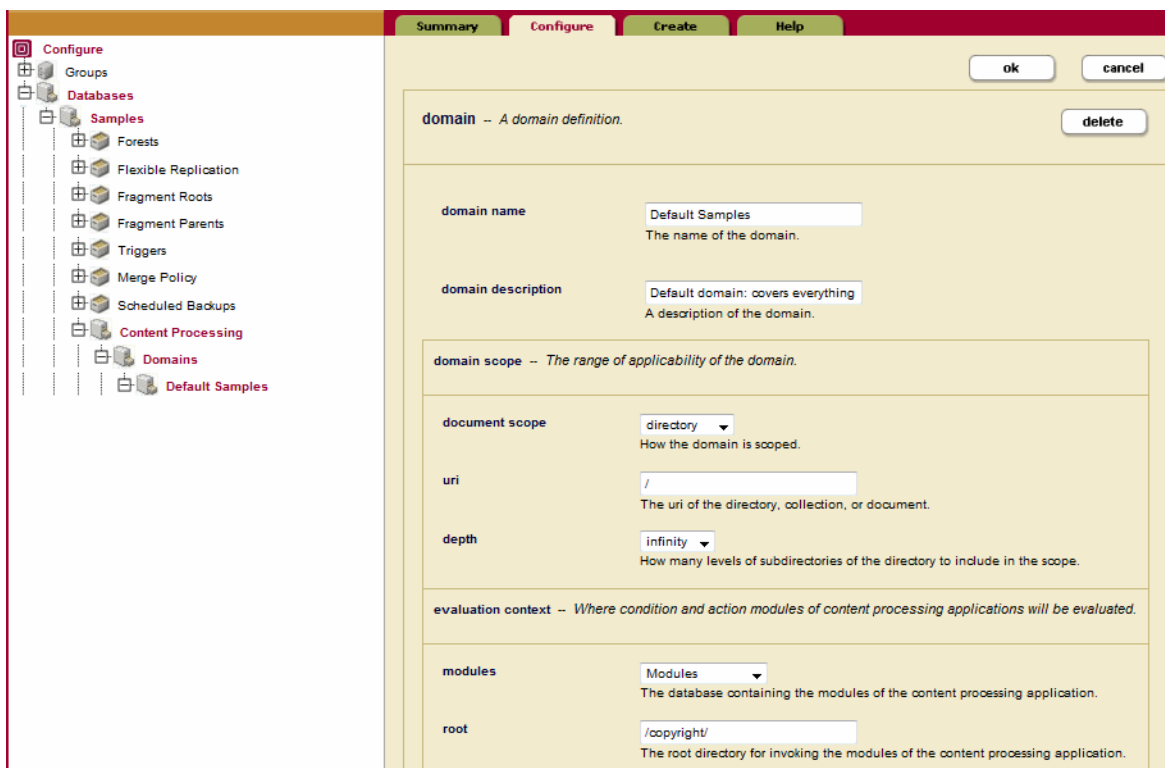 Summary
Configure
Create
Help
Configure
Groups
Databases
Samples
Forests
Flexible Replication
Fragment Roots
Fragment Parents
Triggers
Merge Policy
Scheduled Backups
Content Processing
Domains
Default Samples
ok
cancel
domain -- A domain definition.
delete
domain name
Default Samples
The name of the domain.
domain description
Default domain: covers everything
A description of the domain.
domain scope -- The range of applicability of the domain.
document scope
directory
How the domain is scoped.
uri
/
The uri of the directory, collection, or document.
depth
infinity
How many levels of subdirectories of the directory to include in the scope.
evaluation context -- Where condition and action modules of content processing applications will be evaluated.
modules
Modules
The database containing the modules of the content processing application.
root
/copyright/
The root directory for invoking the modules of the content processing application.